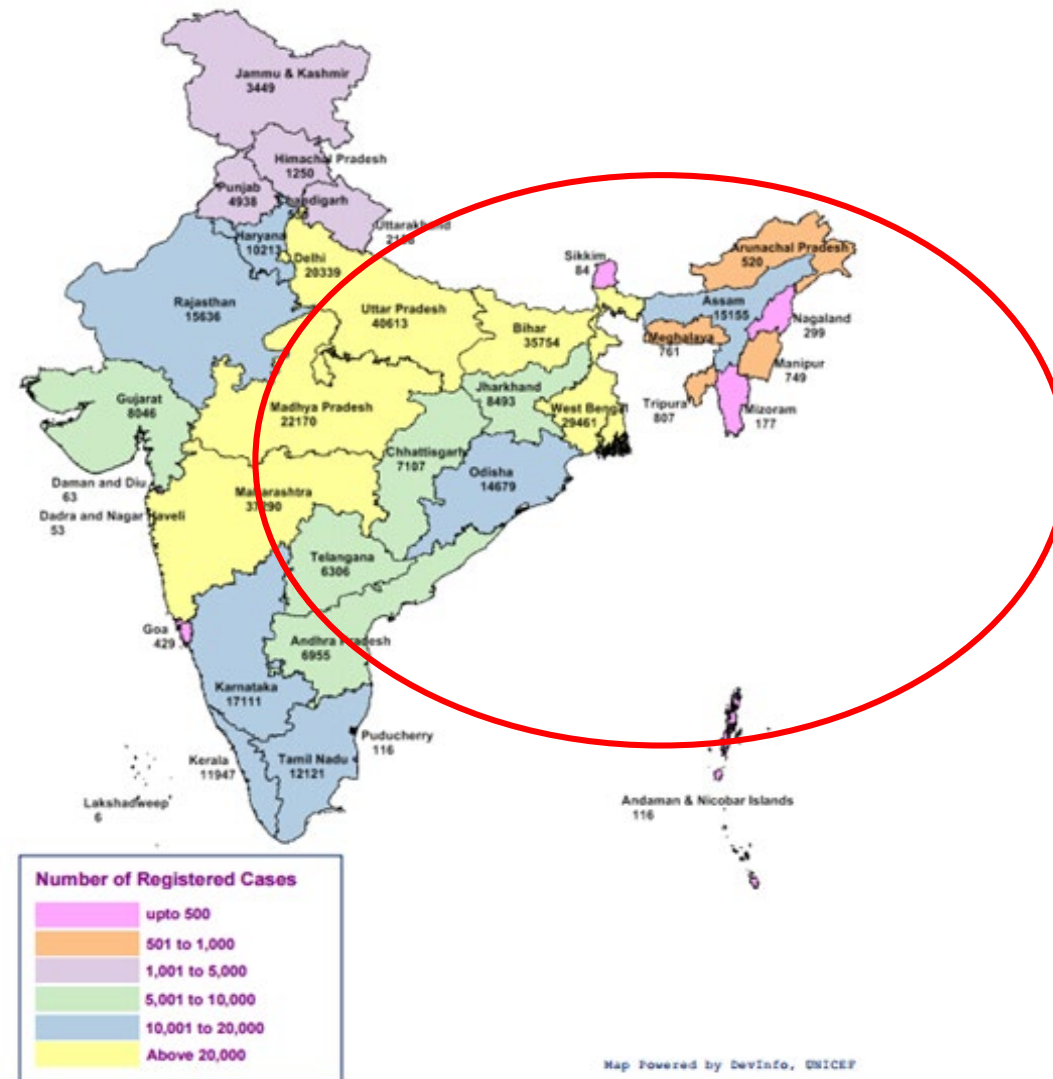 Jammu & Kashmir
3449
Himachal Pradesh
1250
Punjab
4938
Chandigarh
Uttarakhand
Haryana
10213
Delhi
20339
Rajasthan
15636
Uttar Pradesh
40613
Bihar
35754
Sikkim
84
Arunachal Pradesh
520
Assam
15155
Nagaland
299
Meghalaya
761
Manipur
749
Tripura
807
Mizoram
177
Gujarat
8046
Madhya Pradesh
22170
Jharkhand
8493
West Bengal
29461
Chhattisgarh
7107
Odisha
14679
Daman and Diu
63
Dadra and Nagar Haveli
53
Maharashtra
37290
Telangana
6306
Goa
429
Andhra Pradesh
6955
Karnataka
17111
Puducherry
116
Kerala
11947
Tamil Nadu
12121
Lakshadweep
6
Andaman & Nicobar Islands
116
Number of Registered Cases
upto 500
501 to 1,000
1,001 to 5,000
5,001 to 10,000
10,001 to 20,000
Above 20,000
Map Powered by DevInfo, UNICEF